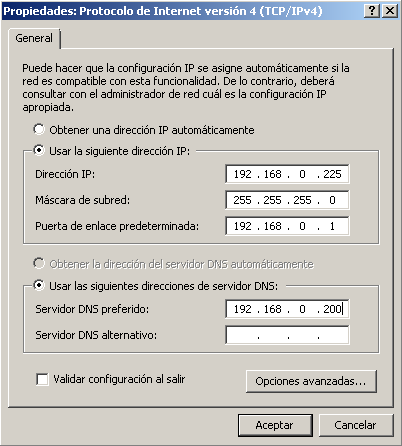 Propiedades: Protocolo de Internet versión 4 (TCP/IPv4)
General
Puede hacer que la configuración IP se asigne automáticamente si la
red es compatible con esta funcionalidad. De lo contrario, deberá
consultar con el administrador de red cuál es la configuración IP
apropiada.
Obtener una dirección IP automáticamente
Usar la siguiente dirección IP:
Dirección IP: 192 . 168 . 0 . 225
Máscara de subred: 255 . 255 . 255 . 0
Puerta de enlace predeterminada: 192 . 168 . 0 . 1
Obtener la dirección del servidor DNS automáticamente
Usar las siguientes direcciones de servidor DNS:
Servidor DNS preferido: 192 . 168 . 0 . 200
Servidor DNS alternativo: . . .
Validar configuración al salir
Opciones avanzadas...
Aceptar Cancelar